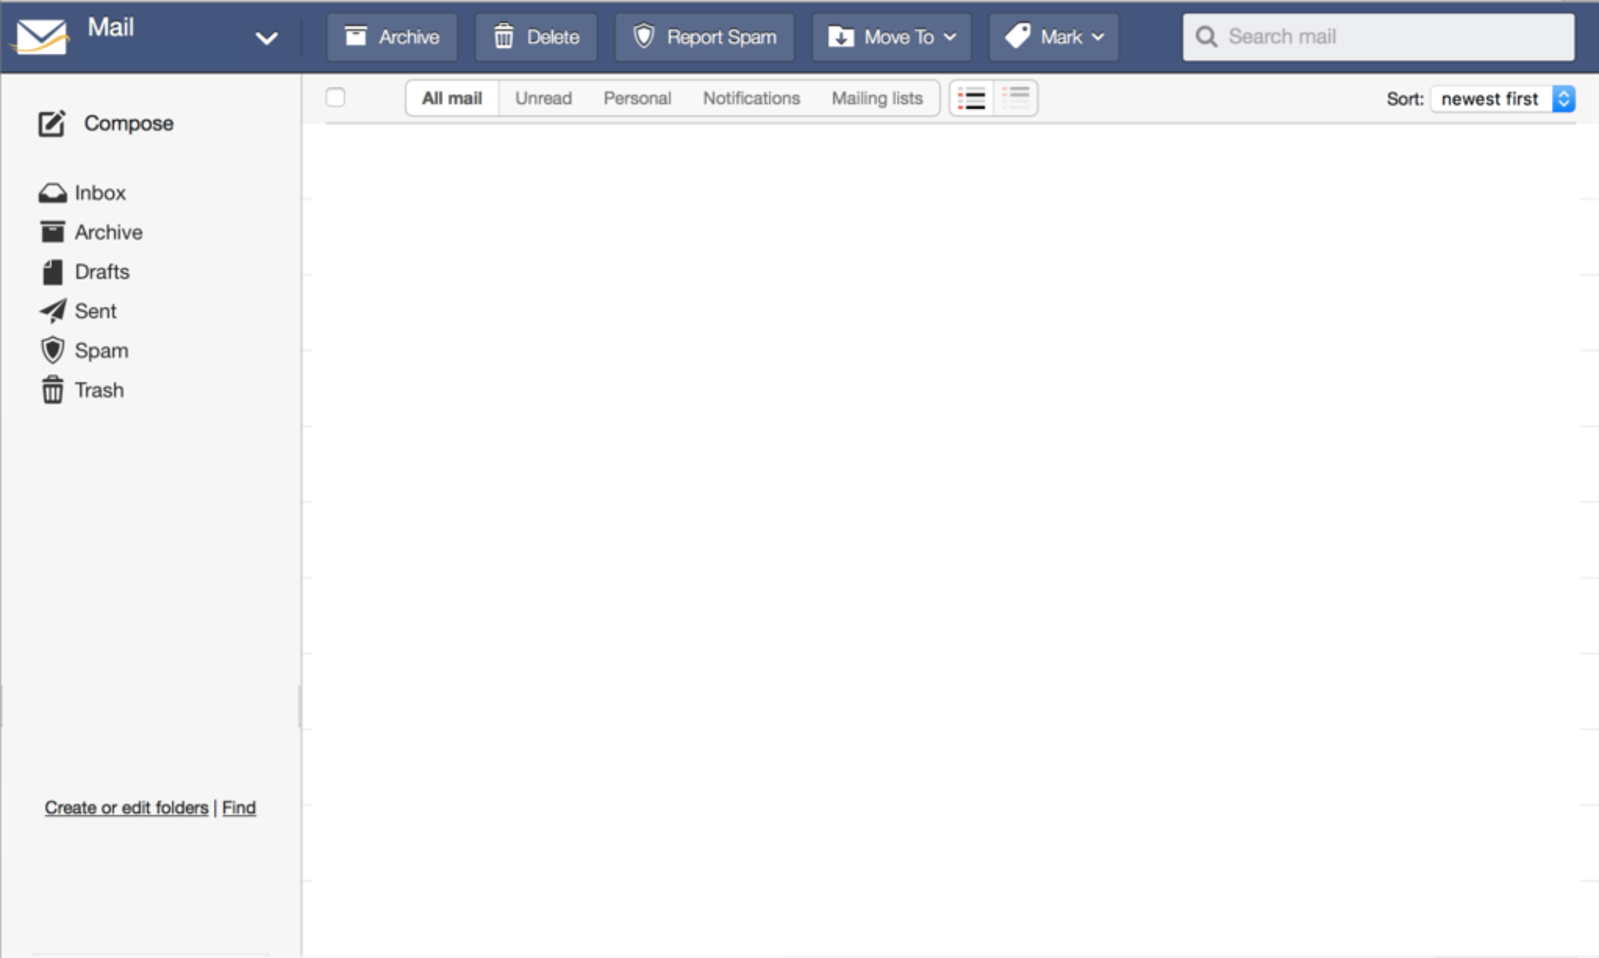 Mail
Archive Delete Report Spam Move To Mark Search mail
All mail Unread Personal Notifications Mailing lists Sort: newest first
Compose
Inbox
Archive
Drafts
Sent
Spam
Trash
Create or edit folders | Find